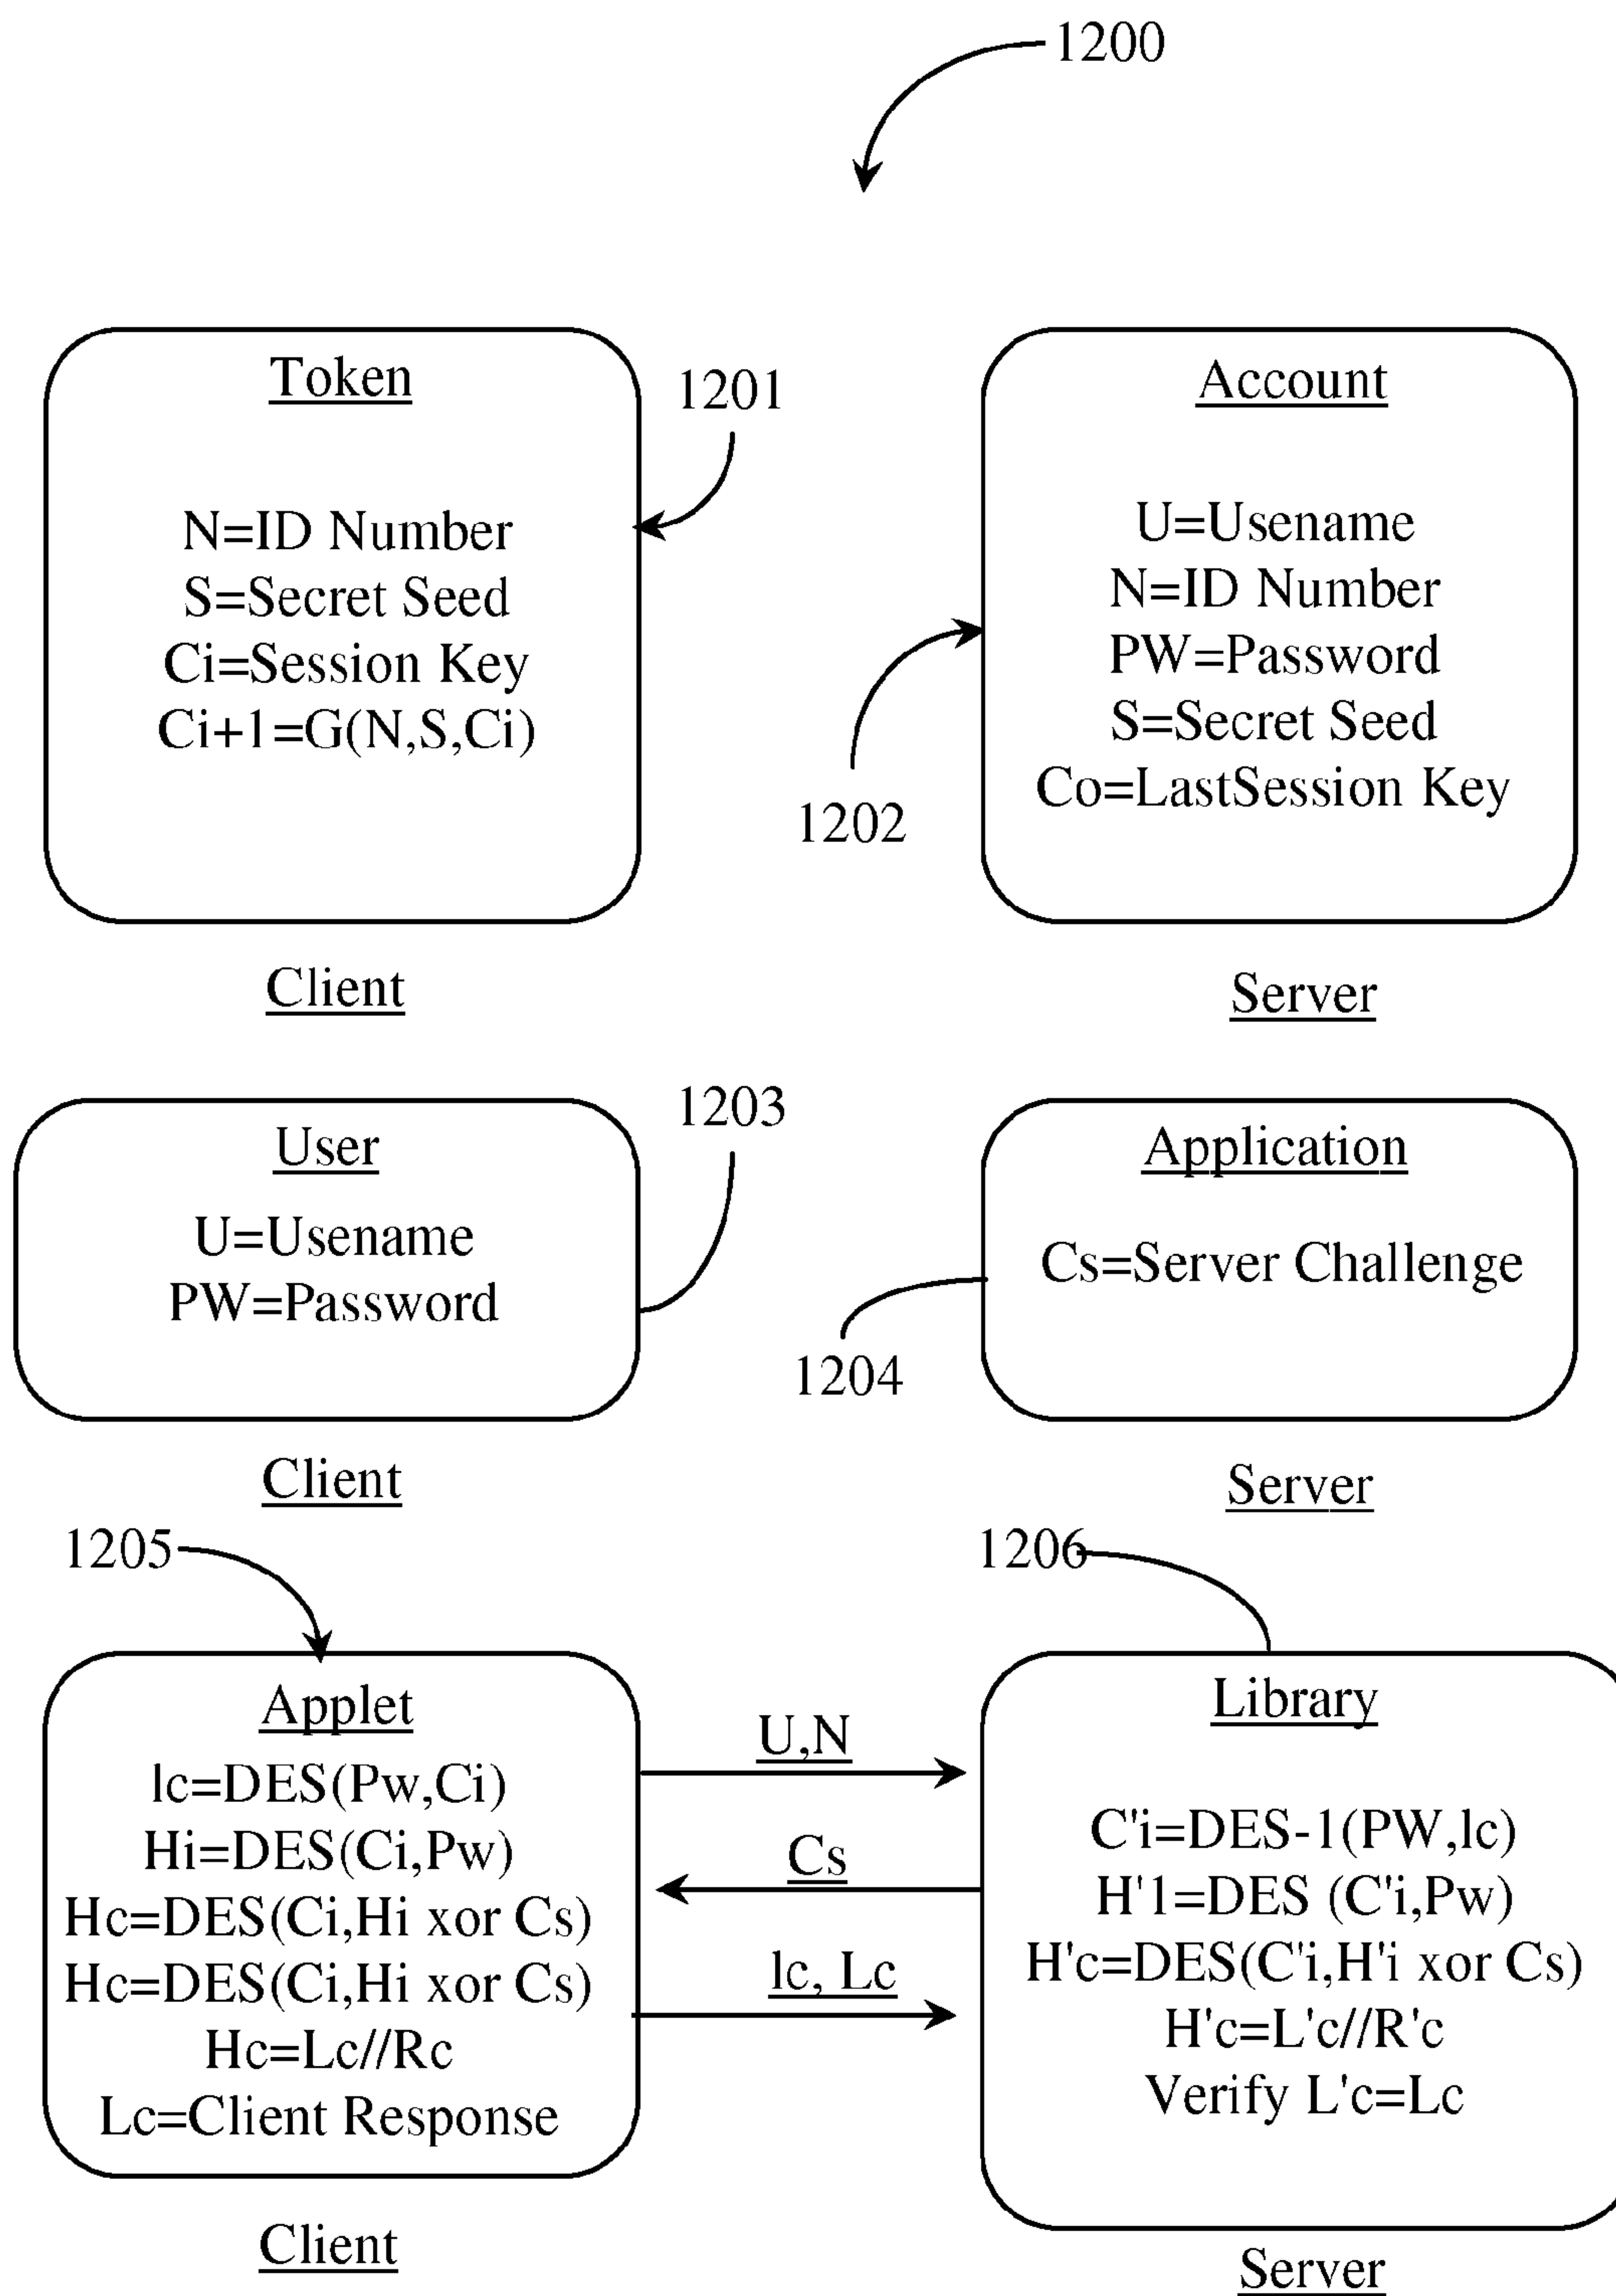 1200
Token
N=ID Number
S=Secret Seed
Ci=Session Key
Ci+1=G(N,S,Ci)
1201
Account
U=Usename
N=ID Number
PW=Password
S=Secret Seed
Co=LastSession Key
1202
Client
Server
User
U=Usename
PW=Password
1203
Application
Cs=Server Challenge
1204
Client
Server
1205
1206
Applet
lc=DES(Pw,Ci)
Hi=DES(Ci,Pw)
Hc=DES(Ci,Hi xor Cs)
Hc=DES(Ci,Hi xor Cs)
Hc=Lc//Rc
Lc=Client Response
U,N
Cs
lc, Lc
Library
C'i=DES-1(PW,lc)
H'1=DES (C'i,Pw)
H'c=DES(C'i,H'i xor Cs)
H'c=L'c//R'c
Verify L'c=Lc
Client
Server